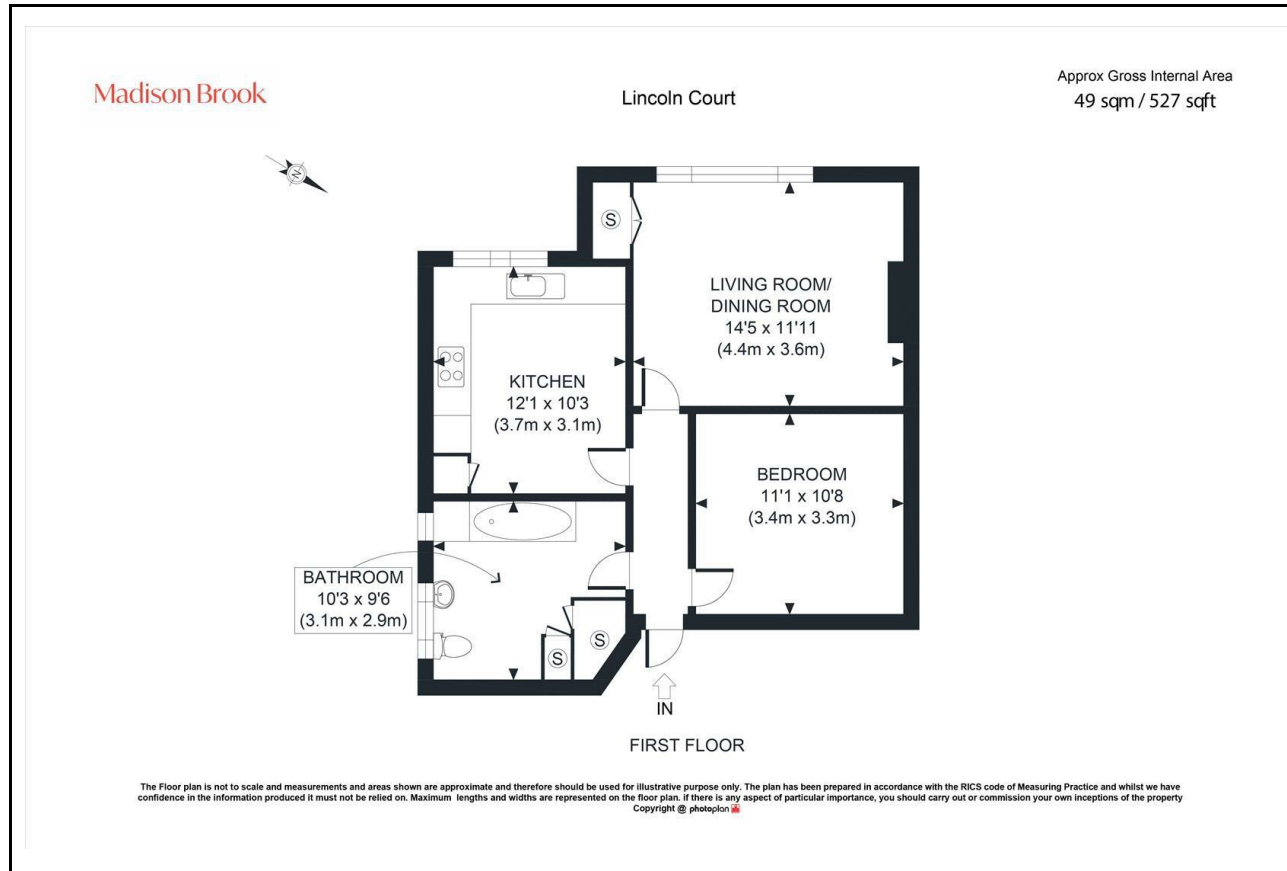 Madison Brook
Lincoln Court
Approx Gross Internal Area
49 sqm / 527 sqft
N
S
LIVING ROOM/
DINING ROOM
14'5 x 11'11
(4.4m x 3.6m)
KITCHEN
12'1 x 10'3
(3.7m x 3.1m)
BEDROOM
11'1 x 10'8
(3.4m x 3.3m)
BATHROOM
10'3 x 9'6
(3.1m x 2.9m)
S
S
IN
FIRST FLOOR
The Floor plan is not to scale and measurements and areas shown are approximate and therefore should be used for illustrative purpose only. The plan has been prepared in accordance with the RICS code of Measuring Practice and whilst we have
confidence in the information produced it must not be relied on. Maximum lengths and widths are represented on the floor plan. if there is any aspect of particular importance, you should carry out or commission your own inceptions of the property
Copyright @ photoplan